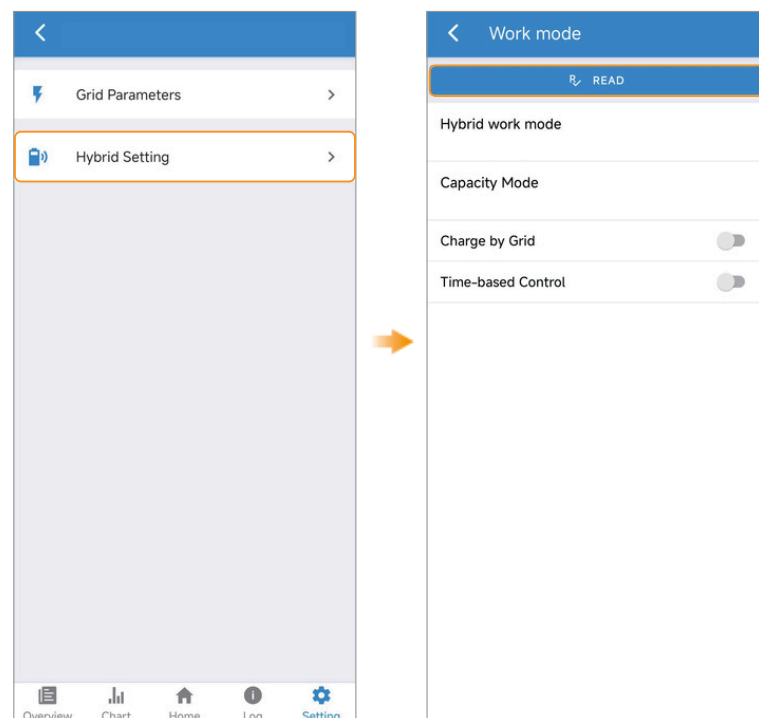 Grid Parameters
Hybrid Setting
Overview Chart Home Log Setting
Work mode
READ
Hybrid work mode
Capacity Mode
Charge by Grid
Time-based Control